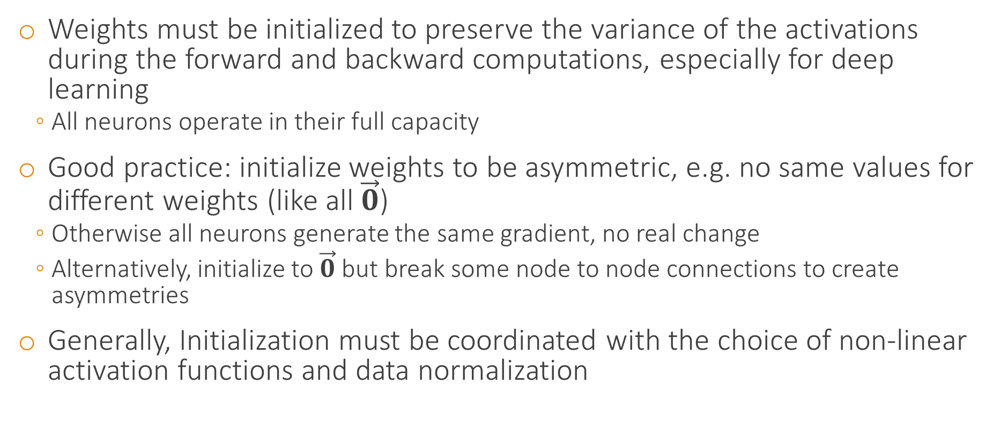 Weights must be initialized to preserve the variance of the activations
during the forward and backward computations, especially for deep
learning
All neurons operate in their full capacity
Good practice: initialize weights to be asymmetric, e.g. no same values for
different weights (like all 0⃗)
Otherwise all neurons generate the same gradient, no real change
Alternatively, initialize to 0⃗ but break some node to node connections to create
asymmetries
Generally, Initialization must be coordinated with the choice of non-linear
activation functions and data normalization